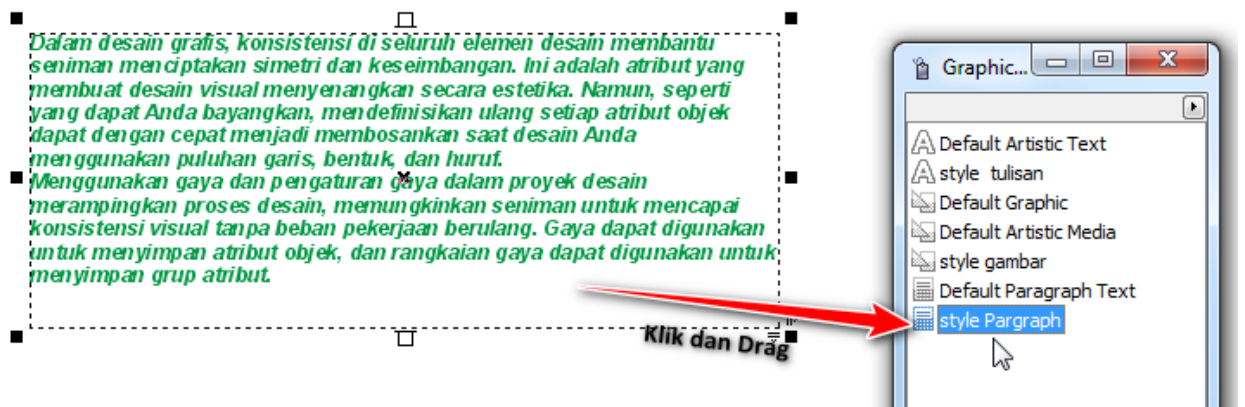 Dalam desain grafis, konsistensi di seluruh elemen desain membantu
seniman menciptakan simetri dan keseimbangan. Ini adalah atribut yang
membuat desain visual menyenangkan secara estetika. Namun, seperti
yang dapat Anda bayangkan, mendefinisikan ulang setiap atribut objek
dapat dengan cepat menjadi membosankan saat desain Anda
menggunakan puluhan garis, bentuk, dan huruf.
Menggunakan gaya dan pengaturan gaya dalam proyek desain
merampingkan proses desain, memungkinkan seniman untuk mencapai
konsistensi visual tanpa beban pekerjaan berulang. Gaya dapat digunakan
untuk menyimpan atribut objek, dan rangkaian gaya dapat digunakan untuk
menyimpan grup atribut.
Klik dan Drag
Graphic...
Default Artistic Text
style tulisan
Default Graphic
Default Artistic Media
style gambar
Default Paragraph Text
style Pargraph